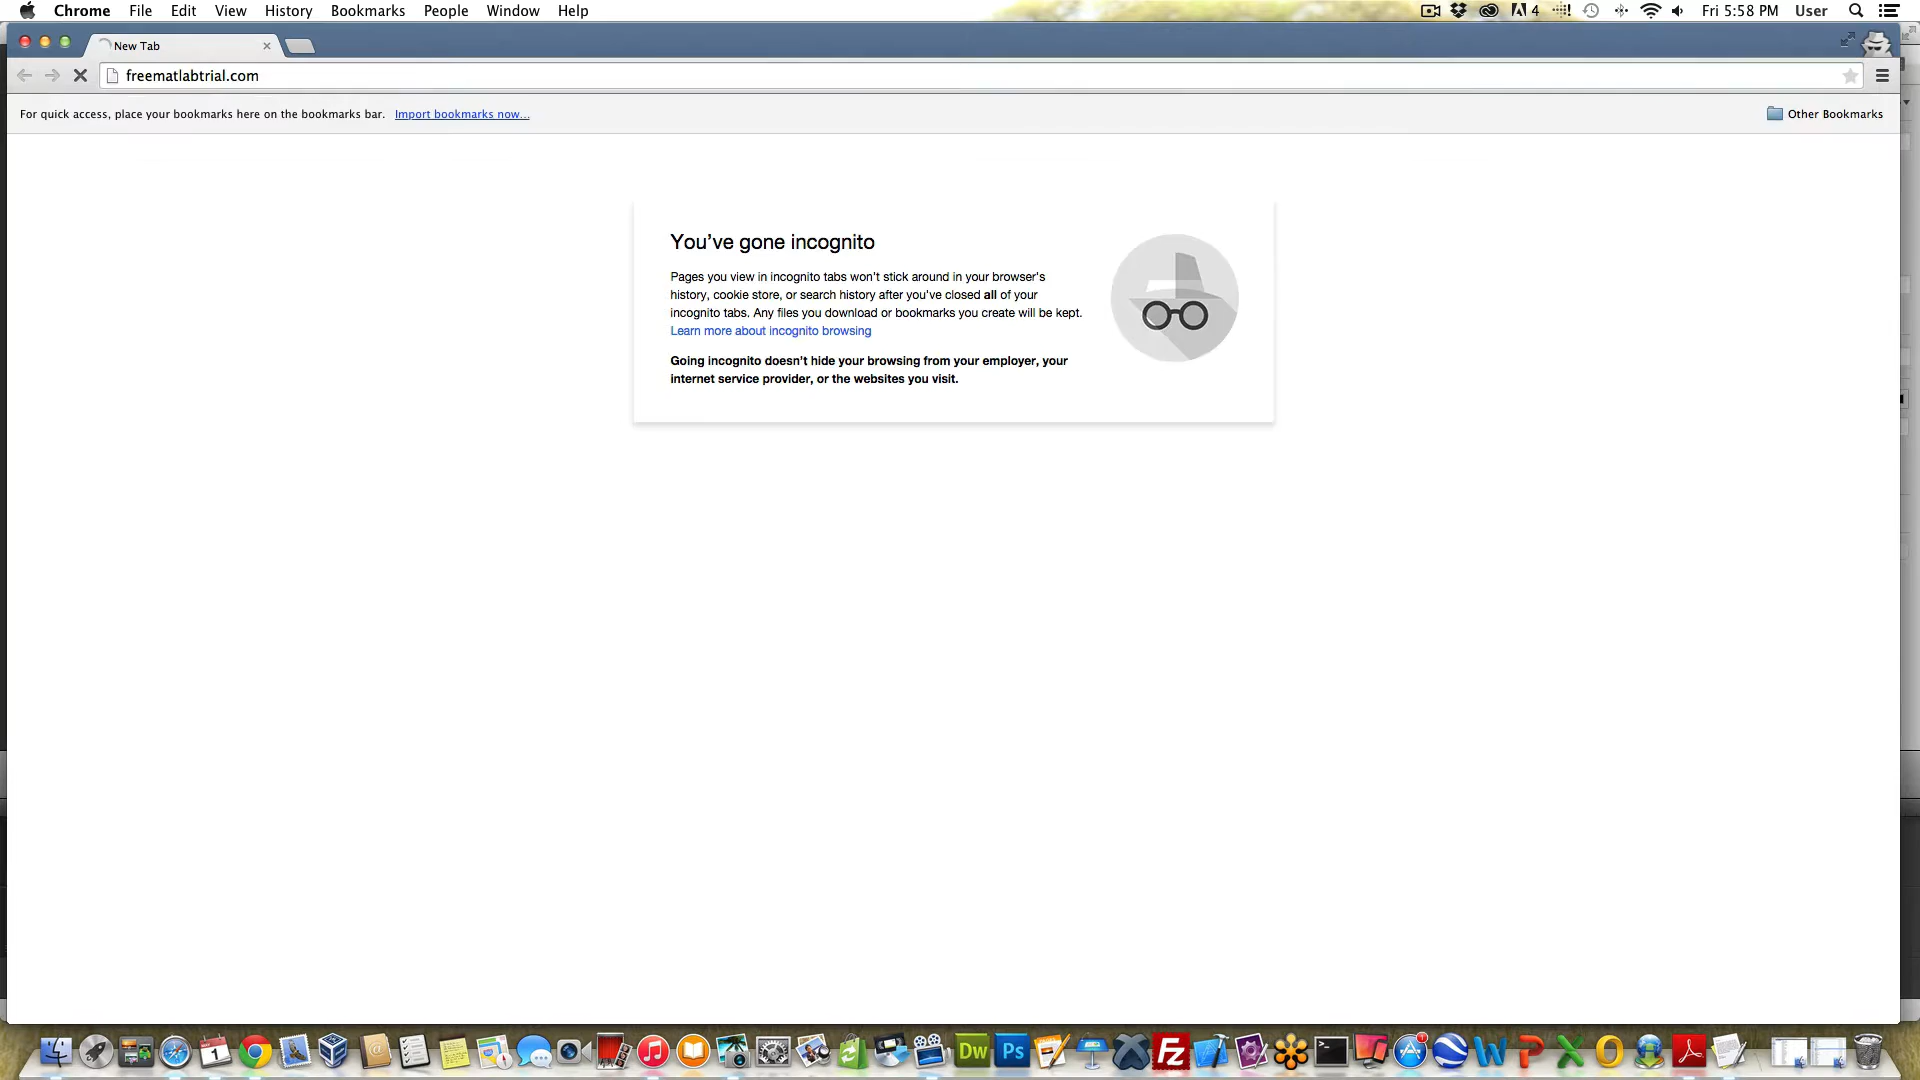 Chrome File Edit View History Bookmarks People Window Help 4 Fri 5:58 PM User
New Tab
freematlabtrial.com
For quick access, place your bookmarks here on the bookmarks bar. Import bookmarks now... Other Bookmarks
You've gone incognito
Pages you view in incognito tabs won't stick around in your browser's
history, cookie store, or search history after you've closed all of your
incognito tabs. Any files you download or bookmarks you create will be kept.
Learn more about incognito browsing
Going incognito doesn't hide your browsing from your employer, your
internet service provider, or the websites you visit.
1 @ Dw Ps Fz 1 W P X O